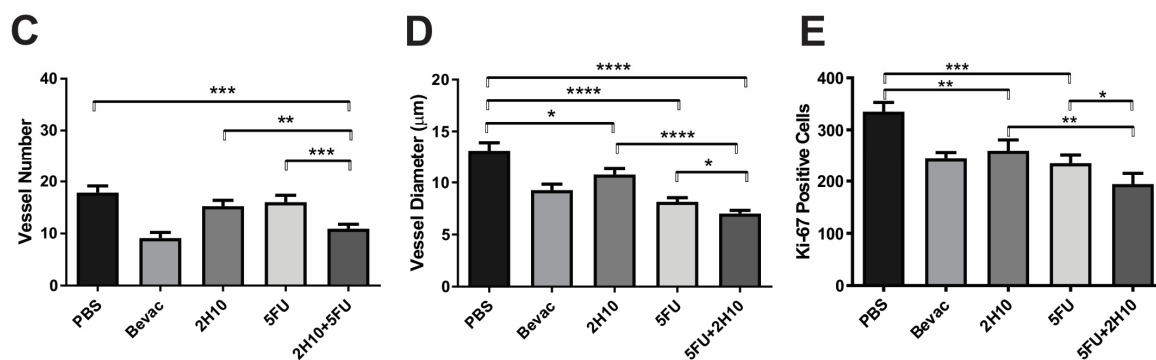 C
Vessel Number
40
30
20
10
0
***
**
***
PBS
Bevac
2H10
5FU
2H10+5FU
D
Vessel Diameter (µm)
20
15
10
5
0
****
****
*
****
*
PBS
Bevac
2H10
5FU
5FU+2H10
E
Ki-67 Positive Cells
400
300
200
100
0
***
**
*
**
PBS
Bevac
2H10
5FU
5FU+2H10